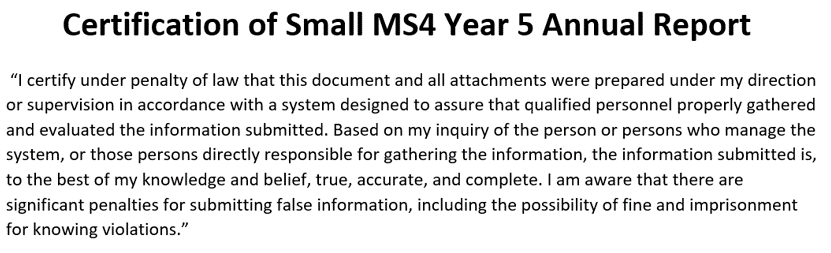 Certification of Small MS4 Year 5 Annual Report
“I certify under penalty of law that this document and all attachments were prepared under my direction
or supervision in accordance with a system designed to assure that qualified personnel properly gathered
and evaluated the information submitted. Based on my inquiry of the person or persons who manage the
system, or those persons directly responsible for gathering the information, the information submitted is,
to the best of my knowledge and belief, true, accurate, and complete. I am aware that there are
significant penalties for submitting false information, including the possibility of fine and imprisonment
for knowing violations.”